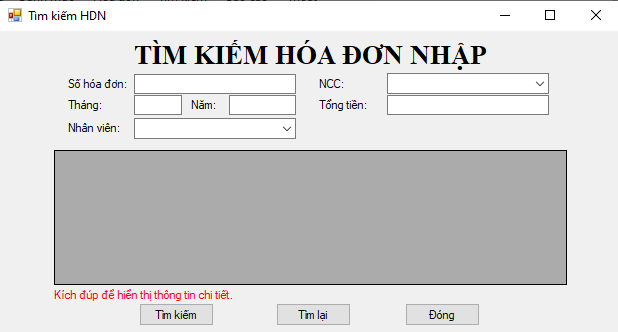 Tìm kiếm HDN
TÌM KIẾM HÓA ĐƠN NHẬP
Số hóa đơn: NCC:
Tháng: Năm: Tổng tiền:
Nhân viên:
Kích đúp để hiển thị thông tin chi tiết.
Tìm kiếm Tìm lại Đóng